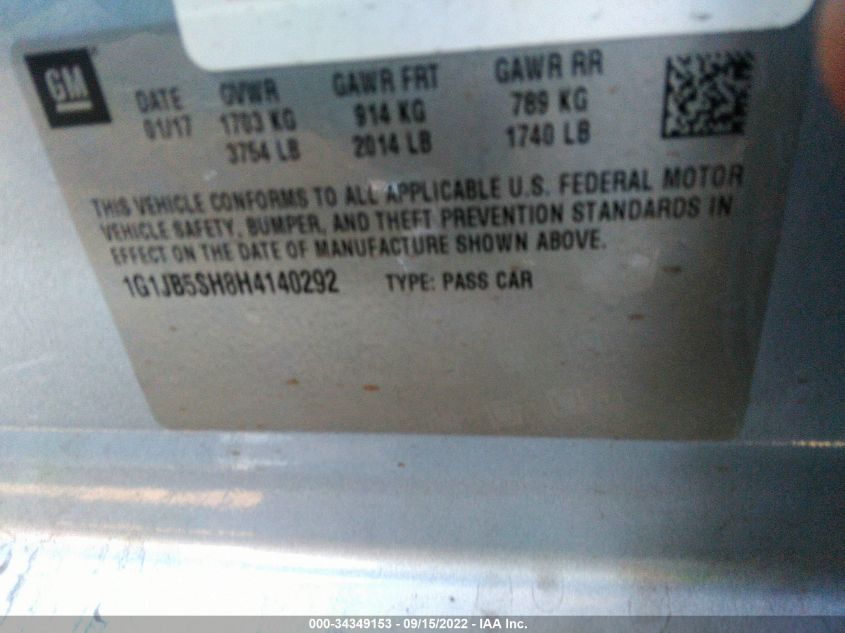 GM
DATE GVWR GAWR FRT GAWR RR
01/17 1703 KG 914 KG 789 KG
3754 LB 2014 LB 1740 LB
THIS VEHICLE CONFORMS TO ALL APPLICABLE U.S. FEDERAL MOTOR
VEHICLE SAFETY, BUMPER, AND THEFT PREVENTION STANDARDS IN
EFFECT ON THE DATE OF MANUFACTURE SHOWN ABOVE.
1G1JB5SH8H4140292 TYPE: PASS CAR
000-34349153 - 09/15/2022 - IAA Inc.